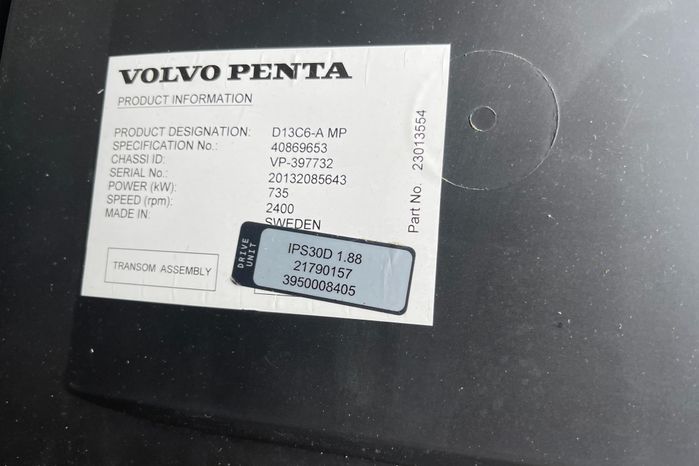 VOLVO PENTA
PRODUCT INFORMATION
PRODUCT DESIGNATION: D13C6-A MP
SPECIFICATION No.: 40869653
CHASSI ID: VP-397732
SERIAL No.: 20132085643
POWER (kW): 735
SPEED (rpm): 2400
MADE IN: SWEDEN
TRANSOM ASSEMBLY
DRIVE UNIT
IPS30D 1.88
21790157
3950008405
Part No. 23013554